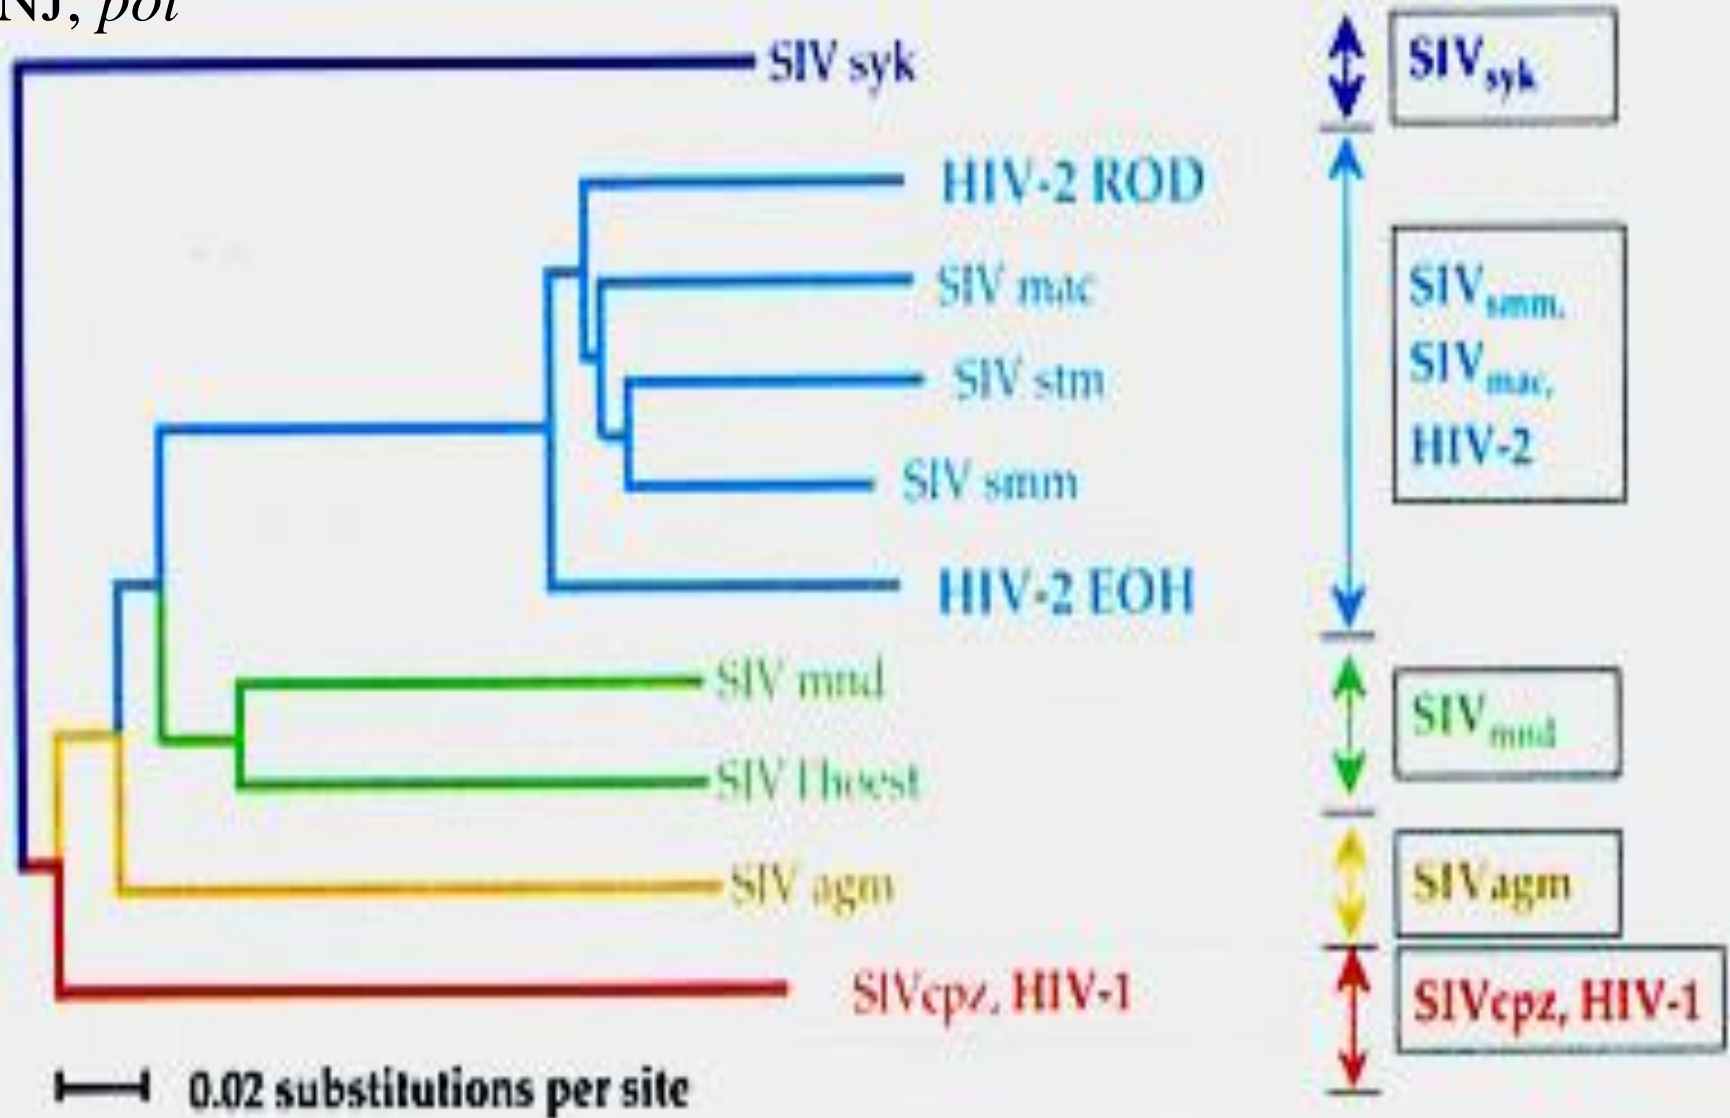 NJ, pol
SIV syk
HIV-2 ROD
SIV mac
SIV stm
SIV smm
HIV-2 EOH
SIV mnd
SIV l hoest
SIV agm
SIVcpz, HIV-1
0.02 substitutions per site
SIVsyk
SIVsmm,
SIVmac,
HIV-2
SIVmnd
SIVagm
SIVcpz, HIV-1